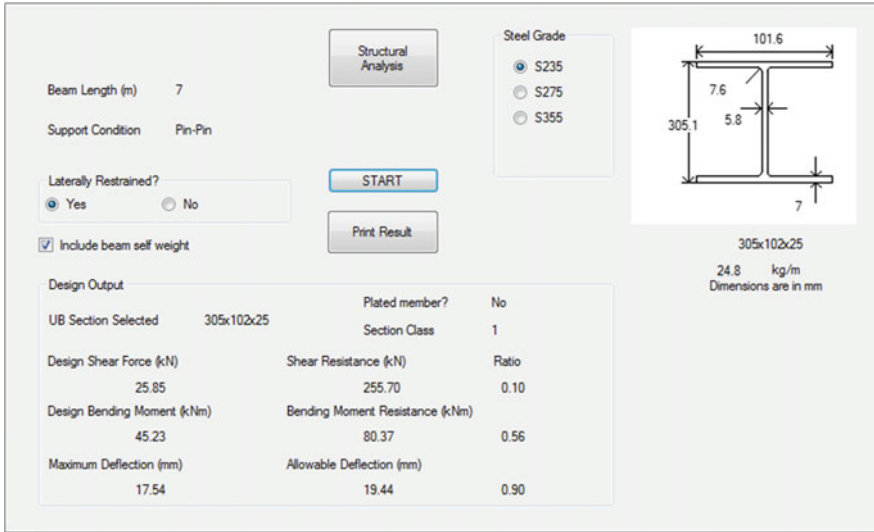 Structural
Analysis
Steel Grade
S235
S275
S355
Beam Length (m) 7
Support Condition Pin-Pin
Laterally Restrained?
Yes No
START
Include beam self weight
Print Result
101.6
7.6
5.8
305.1
7
305x102x25
24.8 kg/m
Dimensions are in mm
Design Output
Plated member? No
UB Section Selected 305x102x25
Section Class 1
Design Shear Force (kN) Shear Resistance (kN) Ratio
25.85 255.70 0.10
Design Bending Moment (kNm) Bending Moment Resistance (kNm)
45.23 80.37 0.56
Maximum Deflection (mm) Allowable Deflection (mm)
17.54 19.44 0.90